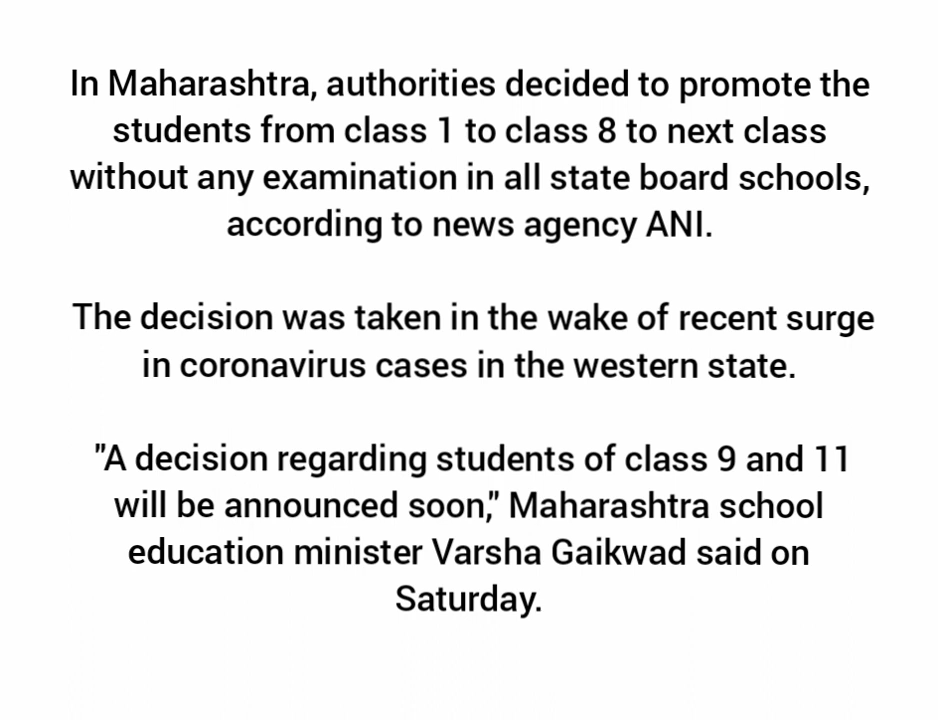 In Maharashtra, authorities decided to promote the
students from class 1 to class 8 to next class
without any examination in all state board schools,
according to news agency ANI.
The decision was taken in the wake of recent surge
in coronavirus cases in the western state.
"A decision regarding students of class 9 and 11
will be announced soon," Maharashtra school
education minister Varsha Gaikwad said on
Saturday.